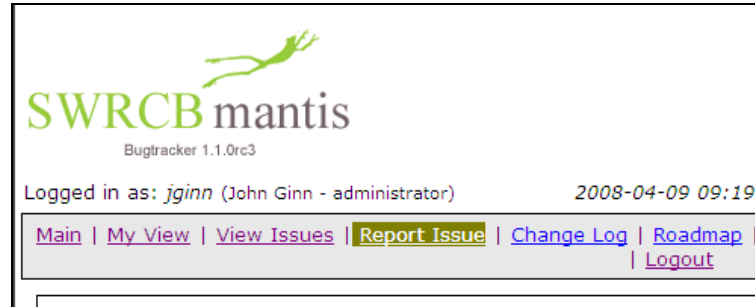 SWRCB mantis
Bugtracker 1.1.0rc3
Logged in as: jginn (John Ginn - administrator) 2008-04-09 09:19
Main | My View | View Issues | Report Issue | Change Log | Roadmap |
| Logout